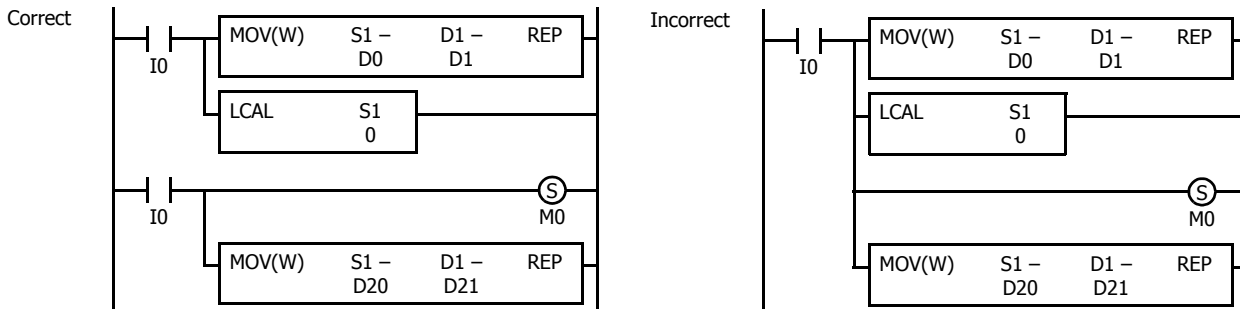 Correct
MOV(W) S1 – D1 – REP
D0 D1
I0
LCAL S1
0
S
I0 M0
MOV(W) S1 – D1 – REP
D20 D21
Incorrect
MOV(W) S1 – D1 – REP
D0 D1
I0
LCAL S1
0
S
M0
MOV(W) S1 – D1 – REP
D20 D21